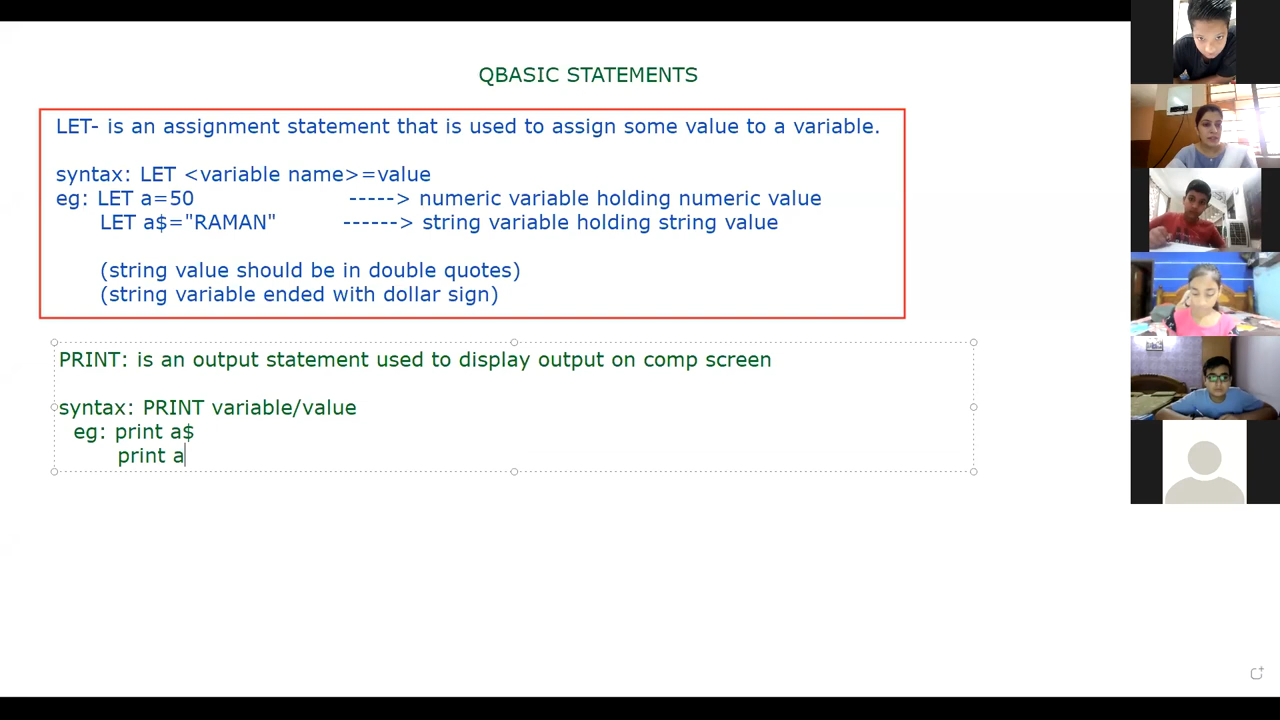 QBASIC STATEMENTS
LET- is an assignment statement that is used to assign some value to a variable.
syntax: LET <variable name>=value
eg: LET a=50 -----> numeric variable holding numeric value
LET a$="RAMAN" ------> string variable holding string value
(string value should be in double quotes)
(string variable ended with dollar sign)
PRINT: is an output statement used to display output on comp screen
syntax: PRINT variable/value
eg: print a$
print a